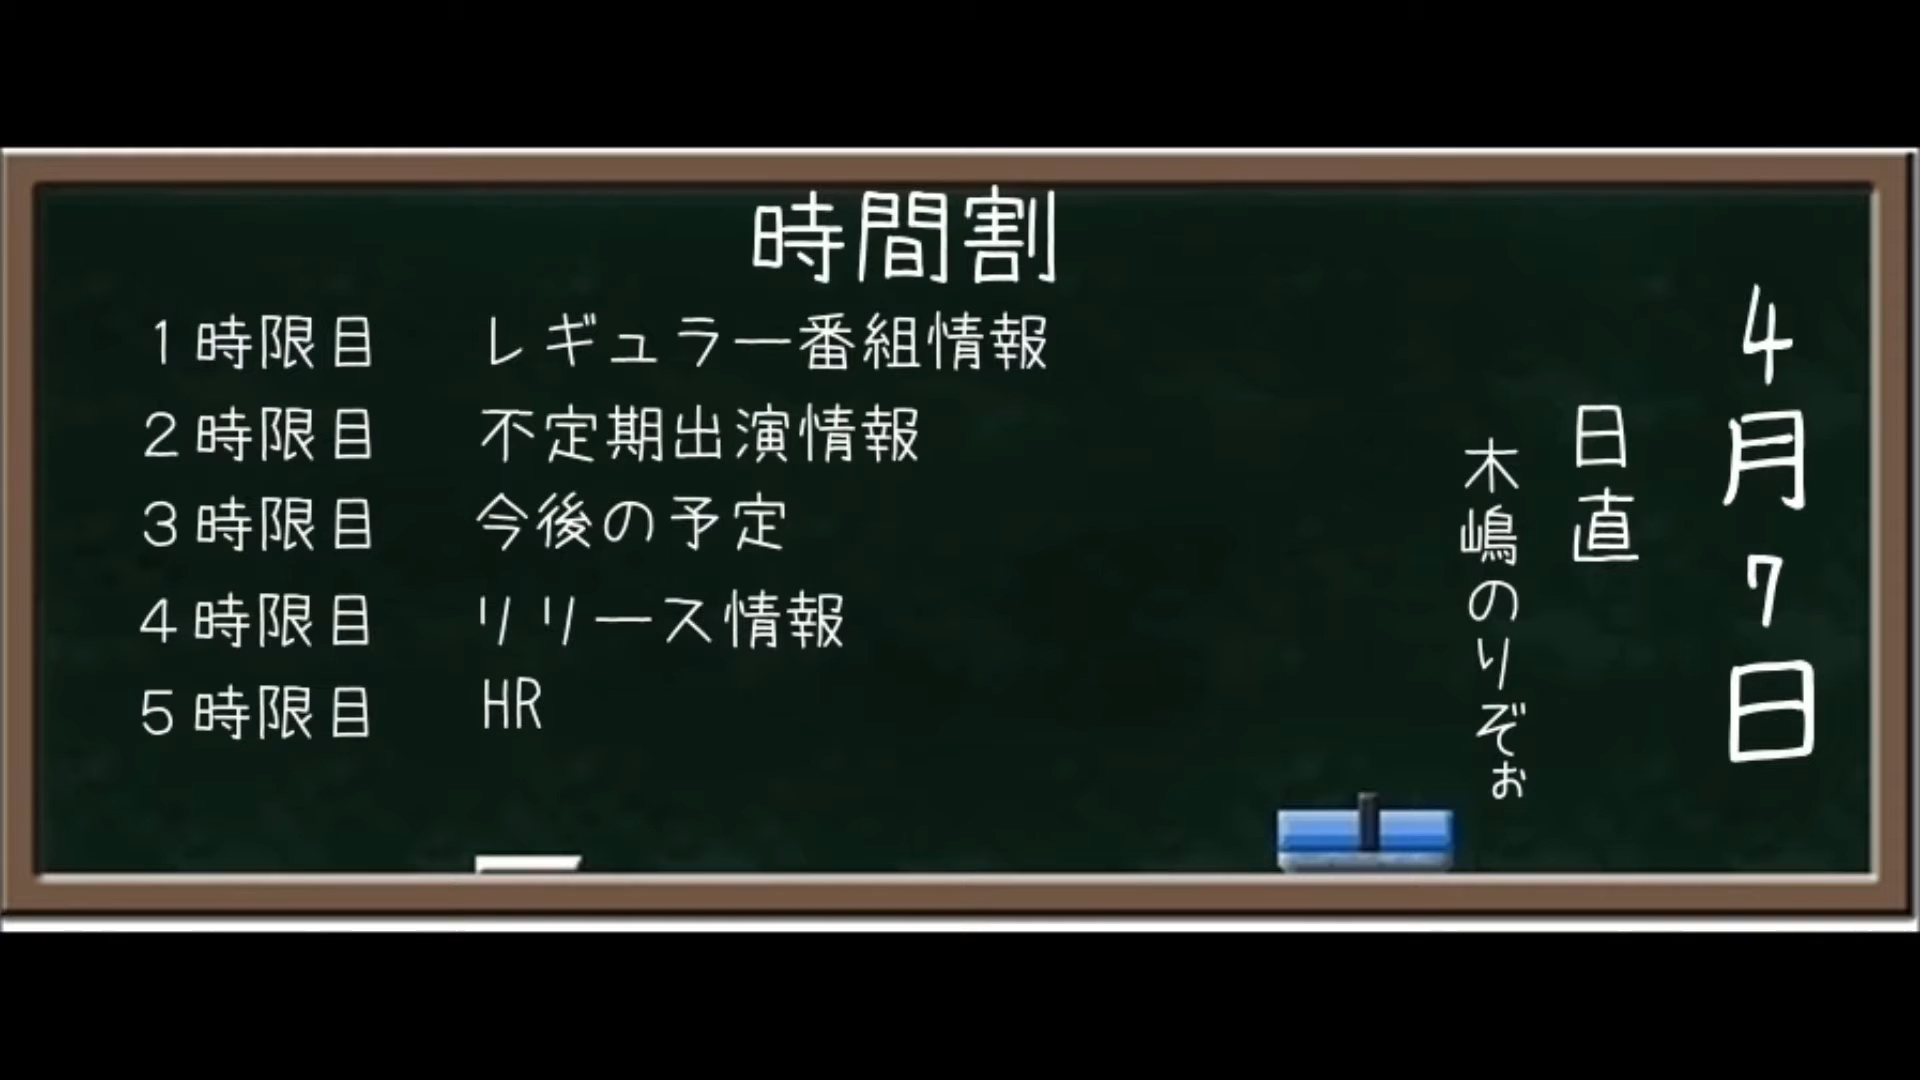 時間割
1時限目 レギュラー番組情報
2時限目 不定期出演情報
3時限目 今後の予定
4時限目 リリース情報
5時限目 HR
4月7日
日直
木嶋のりぞぉ